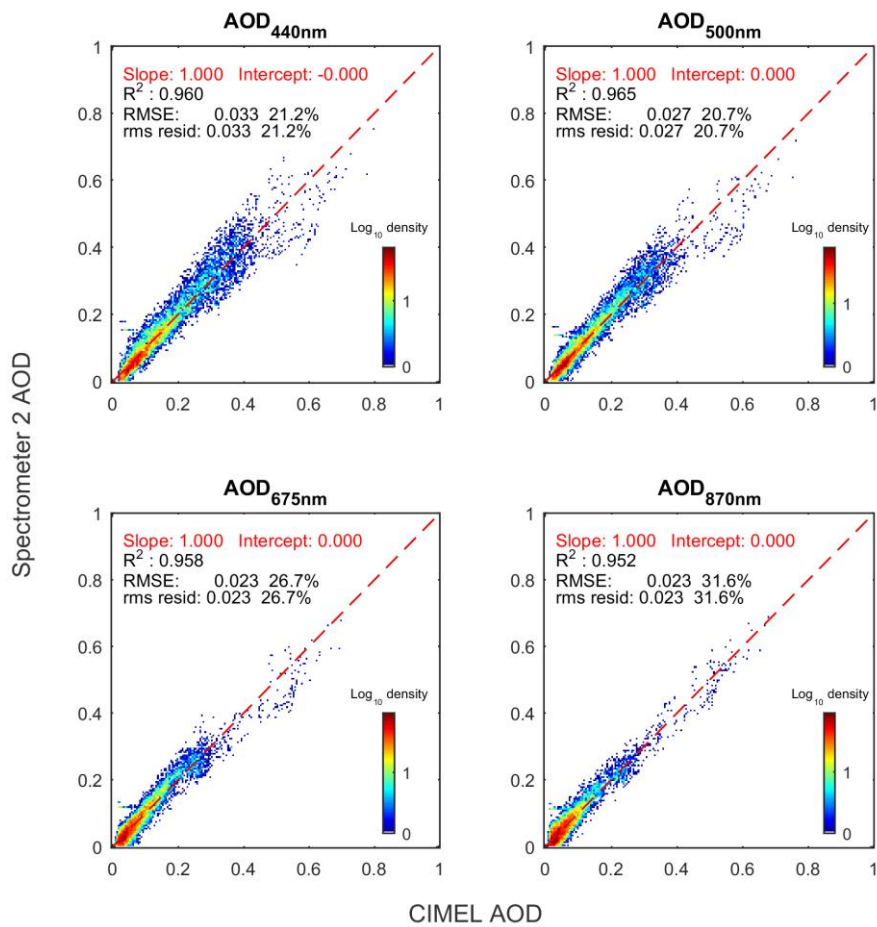 AOD440nm
1
Slope: 1.000 Intercept: -0.000
R2 : 0.960
RMSE: 0.033 21.2%
rms resid: 0.033 21.2%
0.8
0.6
0.4
0.2
0
Log10 density
1
0
0 0.2 0.4 0.6 0.8 1
AOD500nm
1
Slope: 1.000 Intercept: 0.000
R2 : 0.965
RMSE: 0.027 20.7%
rms resid: 0.027 20.7%
0.8
0.6
0.4
0.2
0
Log10 density
1
0
0 0.2 0.4 0.6 0.8 1
Spectrometer 2 AOD
AOD675nm
1
Slope: 1.000 Intercept: 0.000
R2 : 0.958
RMSE: 0.023 26.7%
rms resid: 0.023 26.7%
0.8
0.6
0.4
0.2
0
Log10 density
1
0
0 0.2 0.4 0.6 0.8 1
AOD870nm
1
Slope: 1.000 Intercept: 0.000
R2 : 0.952
RMSE: 0.023 31.6%
rms resid: 0.023 31.6%
0.8
0.6
0.4
0.2
0
Log10 density
1
0
0 0.2 0.4 0.6 0.8 1
CIMEL AOD